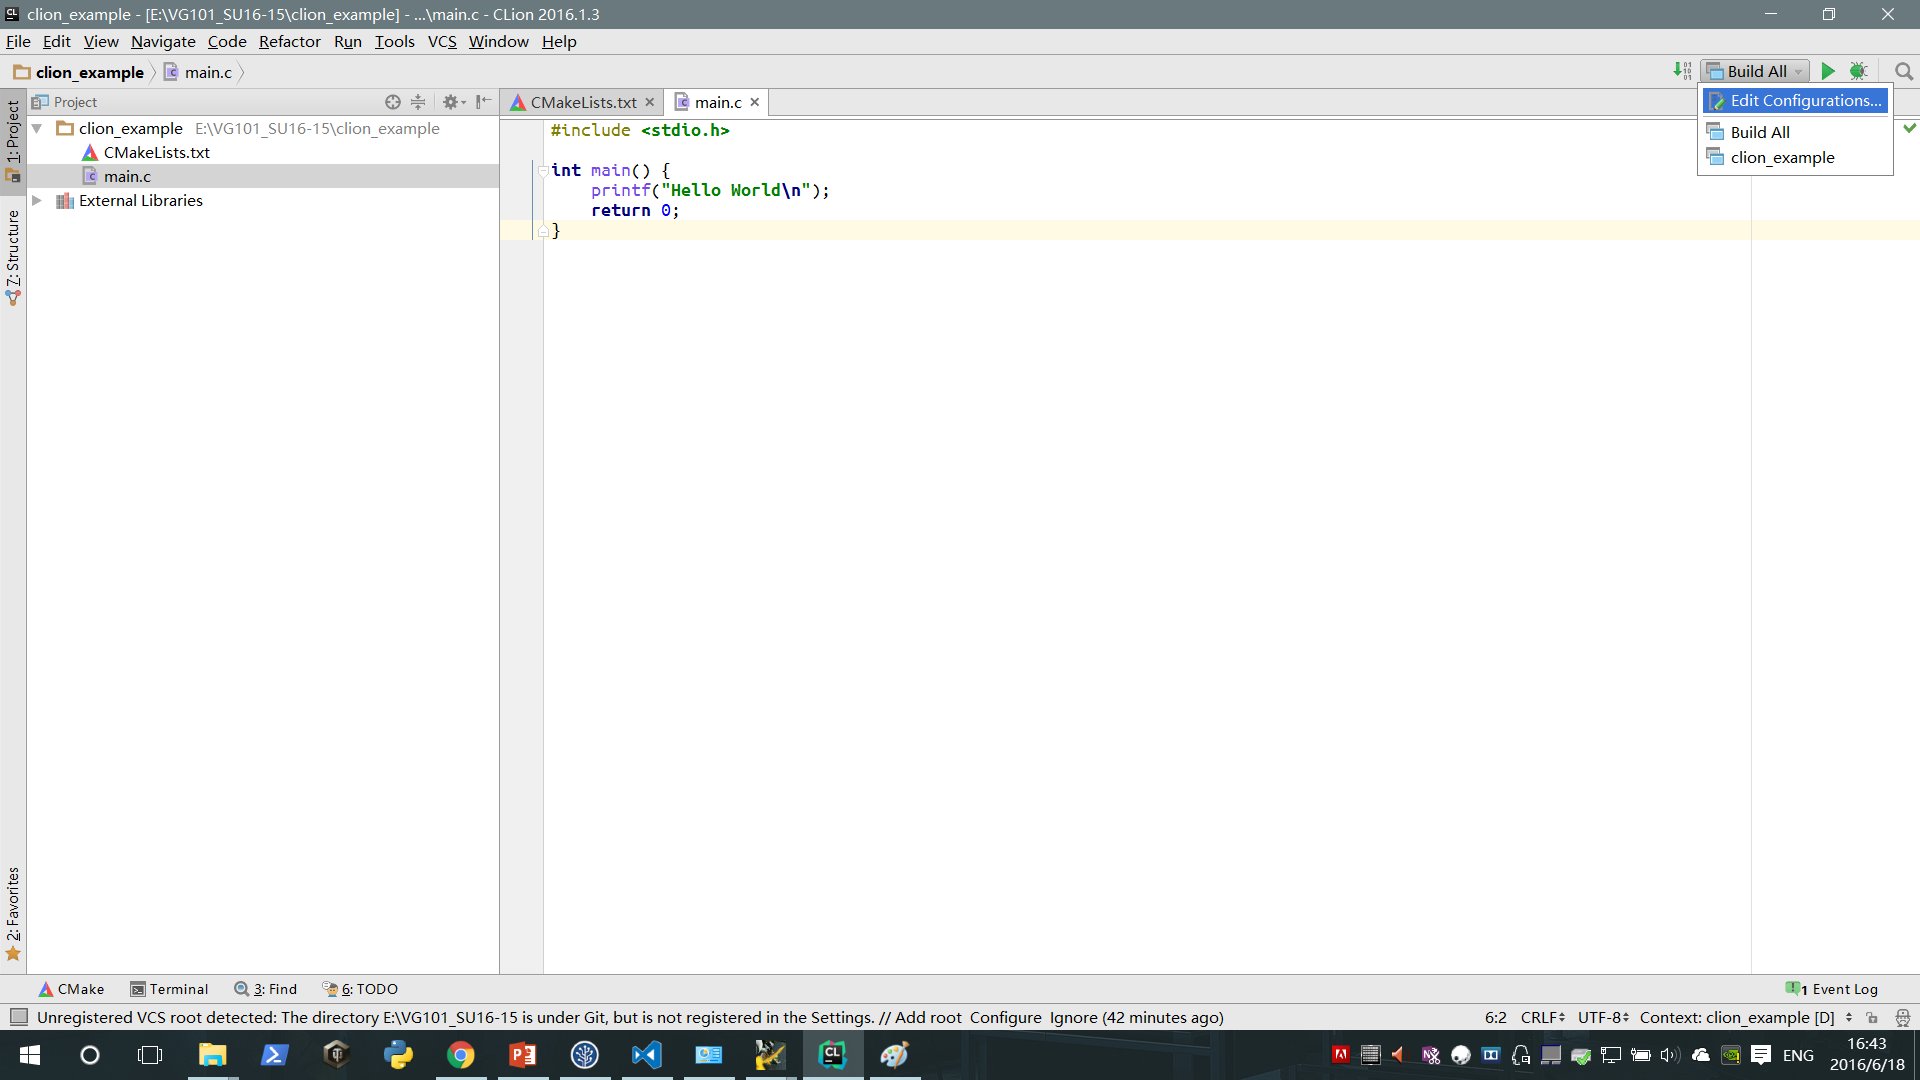 clion_example - [E:\VG101_SU16-15\clion_example] - ...\main.c - CLion 2016.1.3
File Edit View Navigate Code Refactor Run Tools VCS Window Help
clion_example main.c Build All
Project CMakeLists.txt main.c Edit Configurations...
Build All
clion_example
1: Project
Z: Structure
2: Favorites
clion_example E:\VG101_SU16-15\clion_example
CMakeLists.txt
main.c
External Libraries
#include <stdio.h>
int main() {
    printf("Hello World\n");
    return 0;
}
CMake Terminal 3: Find 6: TODO 1 Event Log
Unregistered VCS root detected: The directory E:\VG101_SU16-15 is under Git, but is not registered in the Settings. // Add root Configure Ignore (42 minutes ago) 6:2 CRLF UTF-8 Context: clion_example [D]
ENG 16:43
2016/6/18